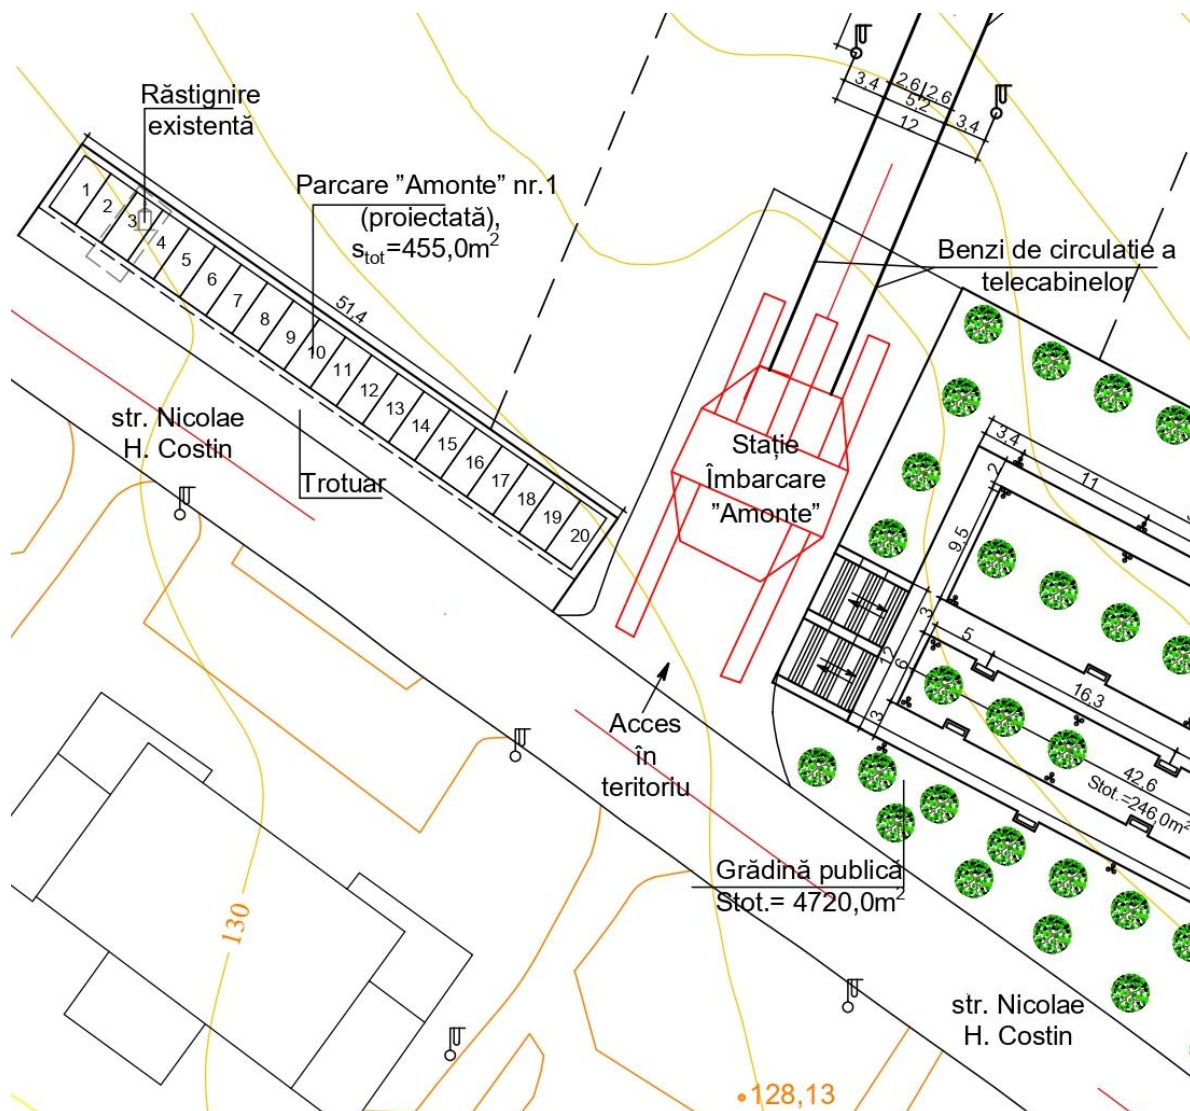 Răstignire
existentă
Parcare "Amonte" nr.1
(proiectată),
stot=455,0m²
3.4
2.6
2.6
5.2
3.4
12
Benzi de circulatie a
telecabinelor
1
2
3
4
5
6
7
8
9
10
11
12
13
14
15
16
17
18
19
20
51,4
str. Nicolae
H. Costin
Trotuar
Stație
Îmbarcare
"Amonte"
3,4
11
2
9,5
3
5
12
6
16,3
3
42,6
Stot.=246,0m²
Acces
în
teritoriu
Grădină publică
Stot.= 4720,0m²
130
str. Nicolae
H. Costin
128,13